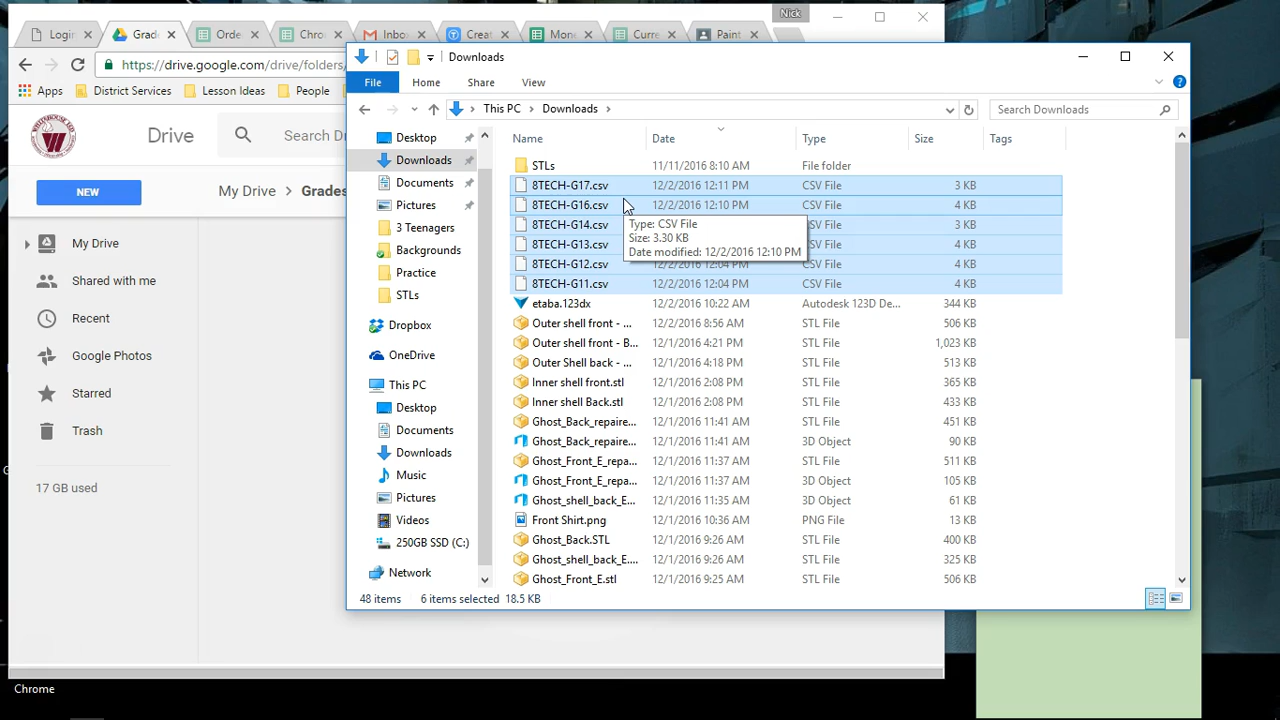 Nick
Login
Grade
Orde
Chro
Inbo
Creat
Mone
Curre
Paint
https://drive.google.com/drive/folders/
Apps
District Services
Lesson Ideas
People
Drive
Search D
NEW
My Drive
Grades
My Drive
Shared with me
Recent
Google Photos
Starred
Trash
17 GB used
Chrome
Downloads
File
Home
Share
View
This PC
Downloads
Search Downloads
Desktop
Downloads
Documents
Pictures
3 Teenagers
Backgrounds
Practice
STLs
Dropbox
OneDrive
This PC
Desktop
Documents
Downloads
Music
Pictures
Videos
250GB SSD (C:)
Network
Name Date Type Size Tags
STLs 11/11/2016 8:10 AM File folder
8TECH-G17.csv 12/2/2016 12:11 PM CSV File 3 KB
8TECH-G16.csv 12/2/2016 12:10 PM CSV File 4 KB
8TECH-G14.csv CSV File 4 KB
8TECH-G13.csv CSV File 4 KB
8TECH-G12.csv 12/2/2016 12:04 PM CSV File 4 KB
8TECH-G11.csv 12/2/2016 12:04 PM CSV File 4 KB
Type: CSV File
Size: 3.30 KB
Date modified: 12/2/2016 12:10 PM
etaba.123dx 12/2/2016 10:22 AM Autodesk 123D De... 344 KB
Outer shell front - ... 12/2/2016 8:56 AM STL File 506 KB
Outer shell front - B... 12/1/2016 4:21 PM STL File 1,023 KB
Outer Shell back - ... 12/1/2016 4:18 PM STL File 513 KB
Inner shell front.stl 12/1/2016 2:08 PM STL File 365 KB
Inner shell Back.stl 12/1/2016 2:08 PM STL File 433 KB
Ghost_Back_repaire... 12/1/2016 11:41 AM STL File 451 KB
Ghost_Back_repaire... 12/1/2016 11:41 AM 3D Object 90 KB
Ghost_Front_E_repa... 12/1/2016 11:37 AM STL File 511 KB
Ghost_Front_E_repa... 12/1/2016 11:37 AM 3D Object 105 KB
Ghost_shell_back_E... 12/1/2016 11:35 AM 3D Object 61 KB
Front Shirt.png 12/1/2016 10:36 AM PNG File 13 KB
Ghost_Back.STL 12/1/2016 9:26 AM STL File 400 KB
Ghost_shell_back_E.... 12/1/2016 9:26 AM STL File 325 KB
Ghost_Front_E.stl 12/1/2016 9:25 AM STL File 506 KB
48 items 6 items selected 18.5 KB